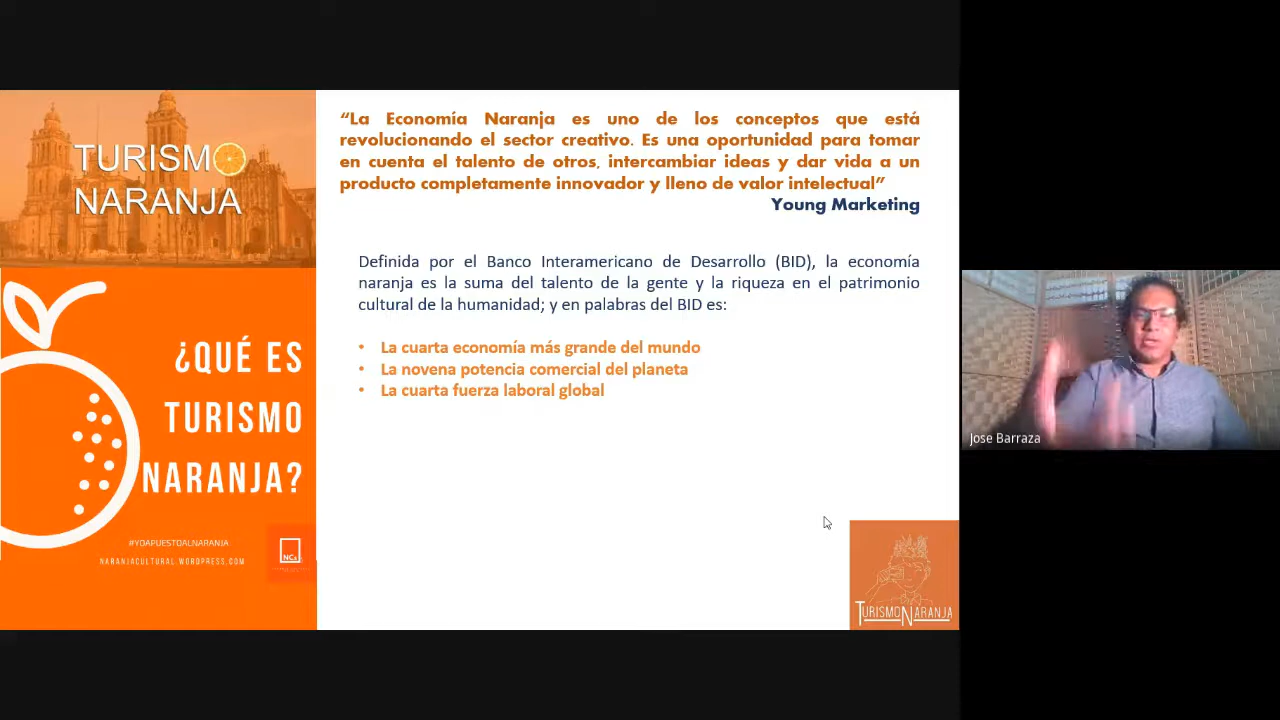 TURISMO
NARANJA
¿QUÉ ES
TURISMO
NARANJA?
#YOAPUESTOALNARANJA
NARANJACULTURAL.WORDPRESS.COM
NCA
“La Economía Naranja es uno de los conceptos que está
revolucionando el sector creativo. Es una oportunidad para tomar
en cuenta el talento de otros, intercambiar ideas y dar vida a un
producto completamente innovador y lleno de valor intelectual”
Young Marketing
Definida por el Banco Interamericano de Desarrollo (BID), la economía
naranja es la suma del talento de la gente y la riqueza en el patrimonio
cultural de la humanidad; y en palabras del BID es:
• La cuarta economía más grande del mundo
• La novena potencia comercial del planeta
• La cuarta fuerza laboral global
TURISMONARANJA
Jose Barraza